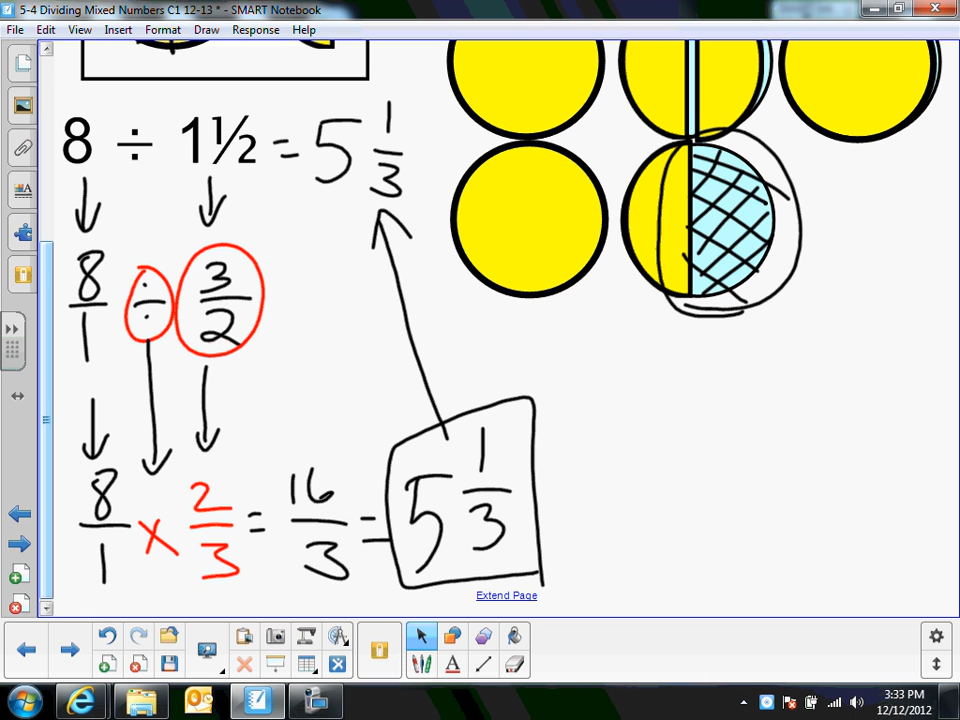 5-4 Dividing Mixed Numbers C1 12-13 * - SMART Notebook
File Edit View Insert Format Draw Response Help
8 ÷ 1½ = 5 1/3
8/1 ÷ 3/2
8/1 × 2/3 = 16/3 = 5 1/3
Extend Page
3:33 PM
12/12/2012